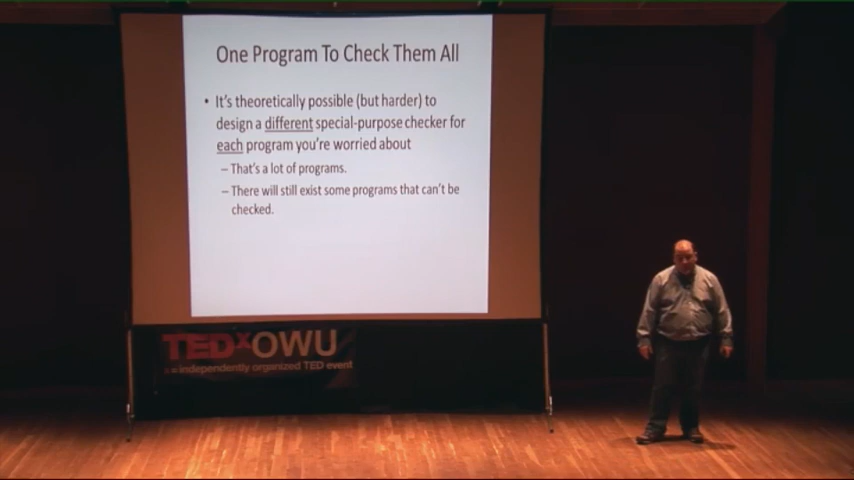 One Program To Check Them All
• It's theoretically possible (but harder) to
design a different special-purpose checker for
each program you're worried about
– That's a lot of programs.
– There will still exist some programs that can't be
checked.
TEDxOWU
x = independently organized TED event